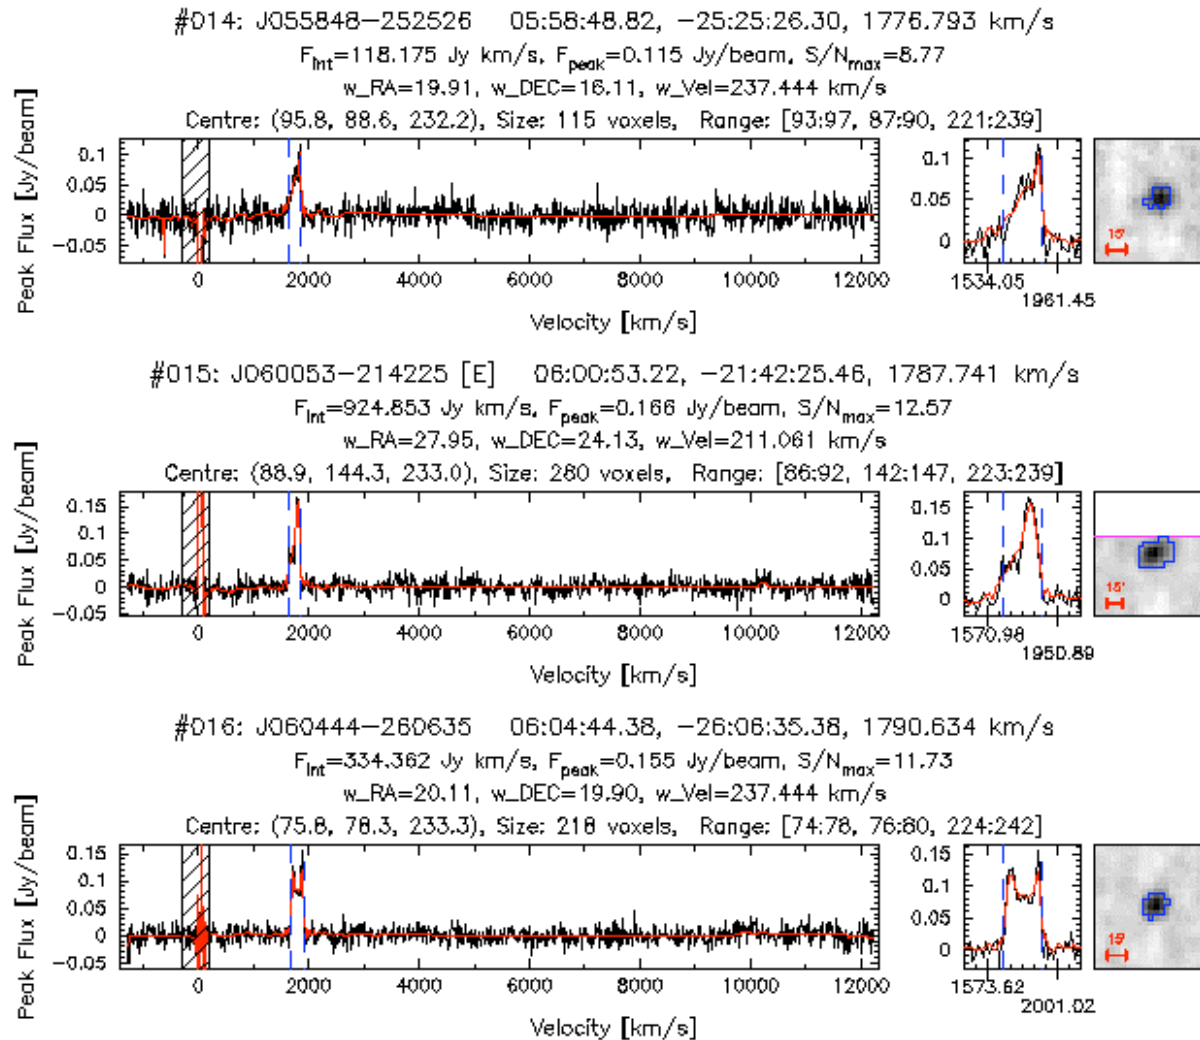 #014: J055848−252526 05:58:48.82, −25:25:26.30, 1776.793 km/s
F_int=118.175 Jy km/s, F_peak=0.115 Jy/beam, S/N_max=8.77
w_RA=19.91, w_DEC=16.11, w_Vel=237.444 km/s
Centre: (95.8, 88.6, 232.2), Size: 115 voxels, Range: [93:97, 87:90, 221:239]
Peak Flux [Jy/beam]
0.1
0.05
0
−0.05
0 2000 4000 6000 8000 10000 12000
Velocity [km/s]
0.1
0.05
0
1534.05
1961.45
15'
#015: J060053−214225 [E] 06:00:53.22, −21:42:25.46, 1787.741 km/s
F_int=924.853 Jy km/s, F_peak=0.166 Jy/beam, S/N_max=12.57
w_RA=27.95, w_DEC=24.13, w_Vel=211.061 km/s
Centre: (88.9, 144.3, 233.0), Size: 280 voxels, Range: [86:92, 142:147, 223:239]
Peak Flux [Jy/beam]
0.15
0.1
0.05
0
−0.05
0 2000 4000 6000 8000 10000 12000
Velocity [km/s]
0.15
0.1
0.05
0
1570.98
1950.89
15'
#016: J060444−260635 06:04:44.38, −26:06:35.38, 1790.634 km/s
F_int=334.362 Jy km/s, F_peak=0.155 Jy/beam, S/N_max=11.73
w_RA=20.11, w_DEC=19.90, w_Vel=237.444 km/s
Centre: (75.8, 78.3, 233.3), Size: 218 voxels, Range: [74:78, 76:80, 224:242]
Peak Flux [Jy/beam]
0.15
0.1
0.05
0
−0.05
0 2000 4000 6000 8000 10000 12000
Velocity [km/s]
0.15
0.1
0.05
0
1573.62
2001.02
15'